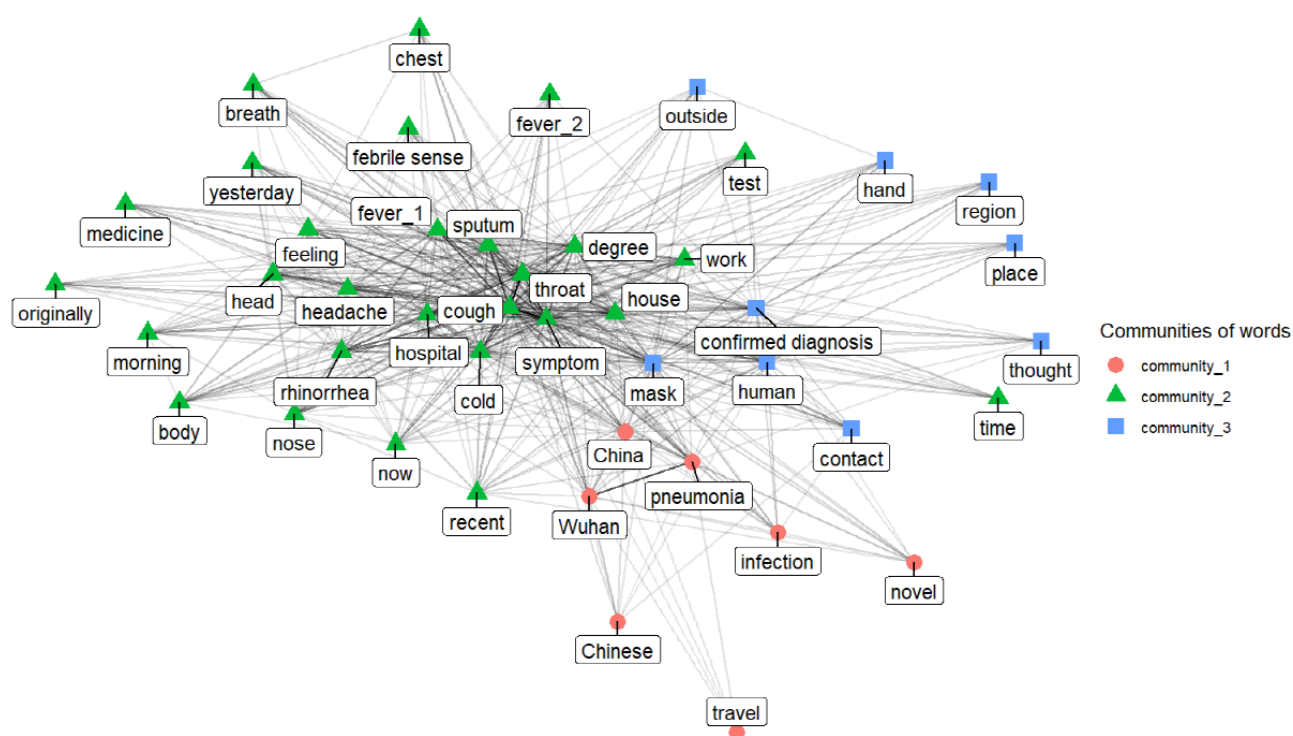 chest
breath
fever_2
outside
febrile sense
test
hand
yesterday
region
fever_1
sputum
medicine
feeling
degree
work
place
head
throat
house
originally
headache
cough
confirmed diagnosis
morning
hospital
symptom
Communities of words
community_1
community_2
community_3
thought
rhinorrhea
cold
mask
human
body
nose
time
China
contact
now
pneumonia
recent
Wuhan
infection
novel
Chinese
travel